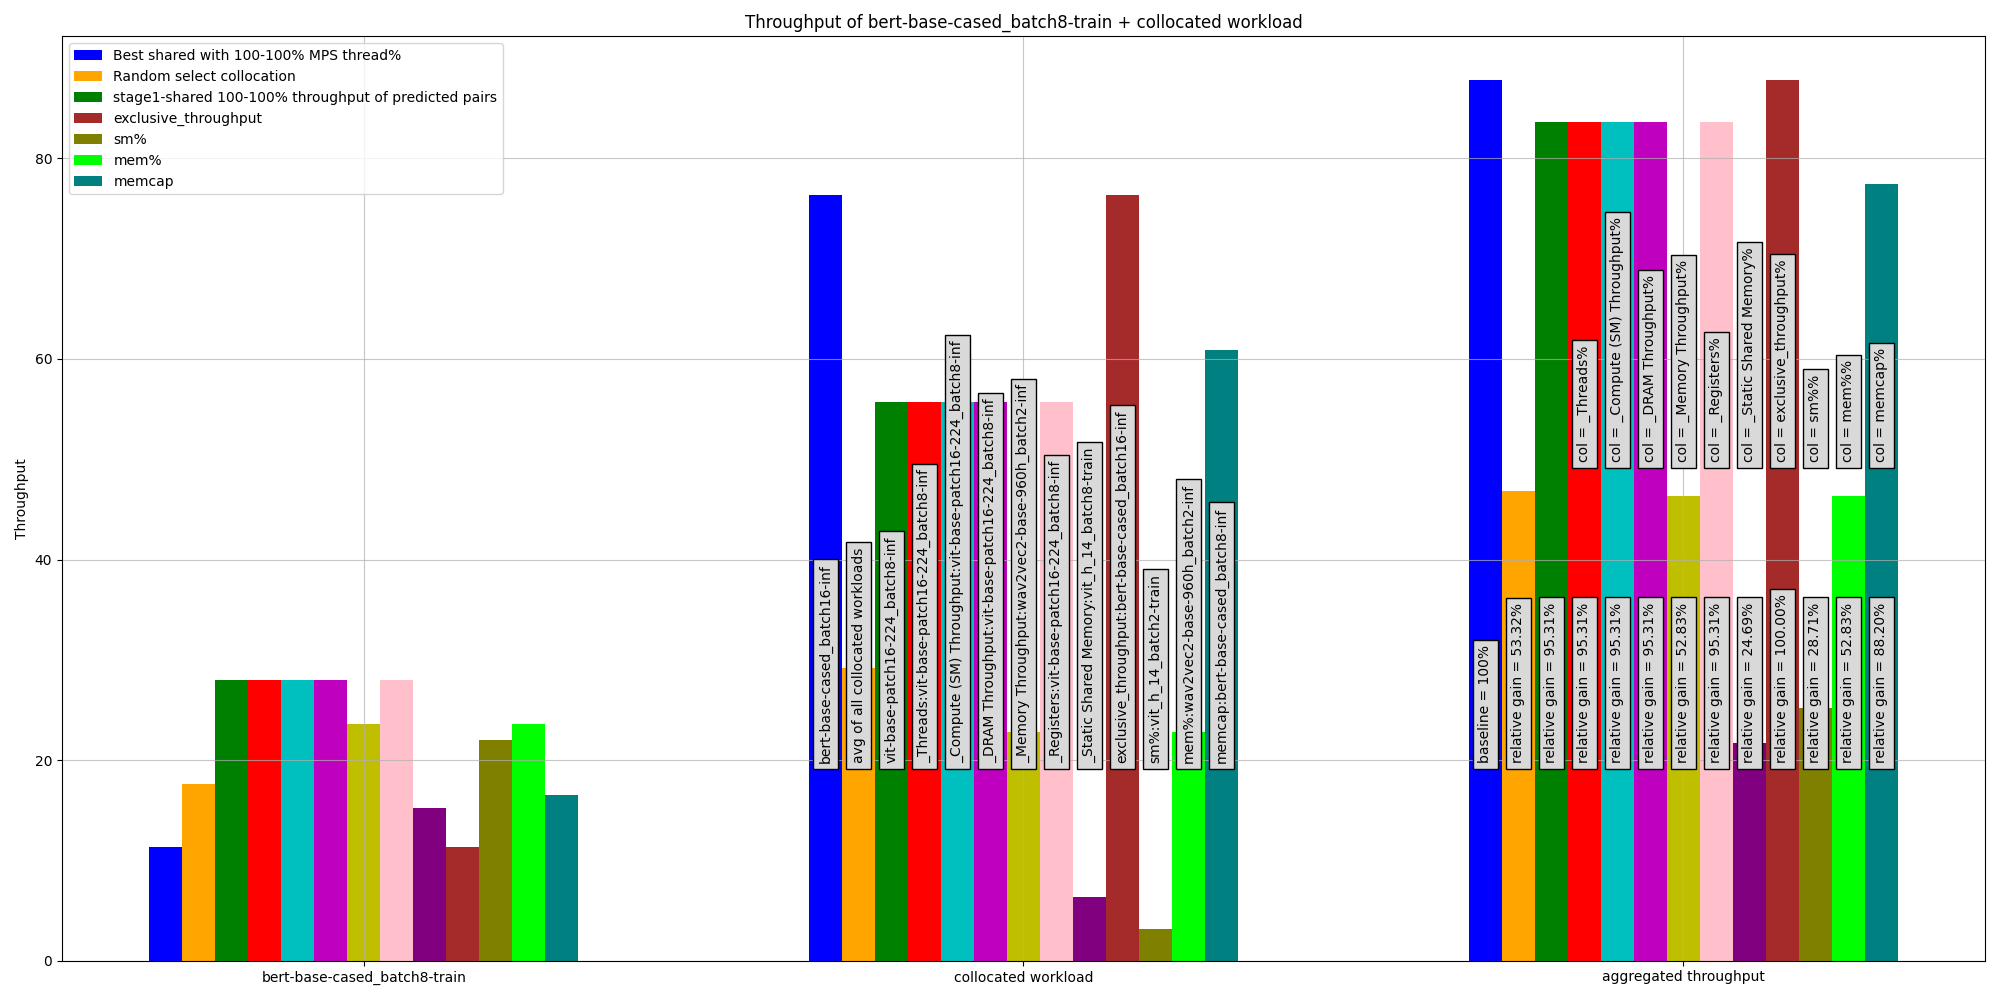 Throughput of bert-base-cased_batch8-train + collocated workload
Best shared with 100-100% MPS thread%
Random select collocation
stage1-shared 100-100% throughput of predicted pairs
exclusive_throughput
sm%
mem%
memcap
Throughput
80
60
40
20
0
bert-base-cased_batch16-inf
avg of all collocated workloads
vit-base-patch16-224_batch8-inf
_Threads:vit-base-patch16-224_batch8-inf
_Compute (SM) Throughput:vit-base-patch16-224_batch8-inf
_DRAM Throughput:vit-base-patch16-224_batch8-inf
_Memory Throughput:wav2vec2-base-960h_batch2-inf
_Registers:vit-base-patch16-224_batch8-inf
_Static Shared Memory:vit_h_14_batch8-train
exclusive_throughput:bert-base-cased_batch16-inf
sm%:vit_h_14_batch2-train
mem%:wav2vec2-base-960h_batch2-inf
memcap:bert-base-cased_batch8-inf
col = _Threads%
col = _Compute (SM) Throughput%
col = _DRAM Throughput%
col = _Memory Throughput%
col = _Registers%
col = _Static Shared Memory%
col = exclusive_throughput%
col = sm%%
col = mem%%
col = memcap%
baseline = 100%
relative gain = 53.32%
relative gain = 95.31%
relative gain = 95.31%
relative gain = 95.31%
relative gain = 95.31%
relative gain = 52.83%
relative gain = 95.31%
relative gain = 24.69%
relative gain = 100.00%
relative gain = 28.71%
relative gain = 52.83%
relative gain = 88.20%
bert-base-cased_batch8-train
collocated workload
aggregated throughput